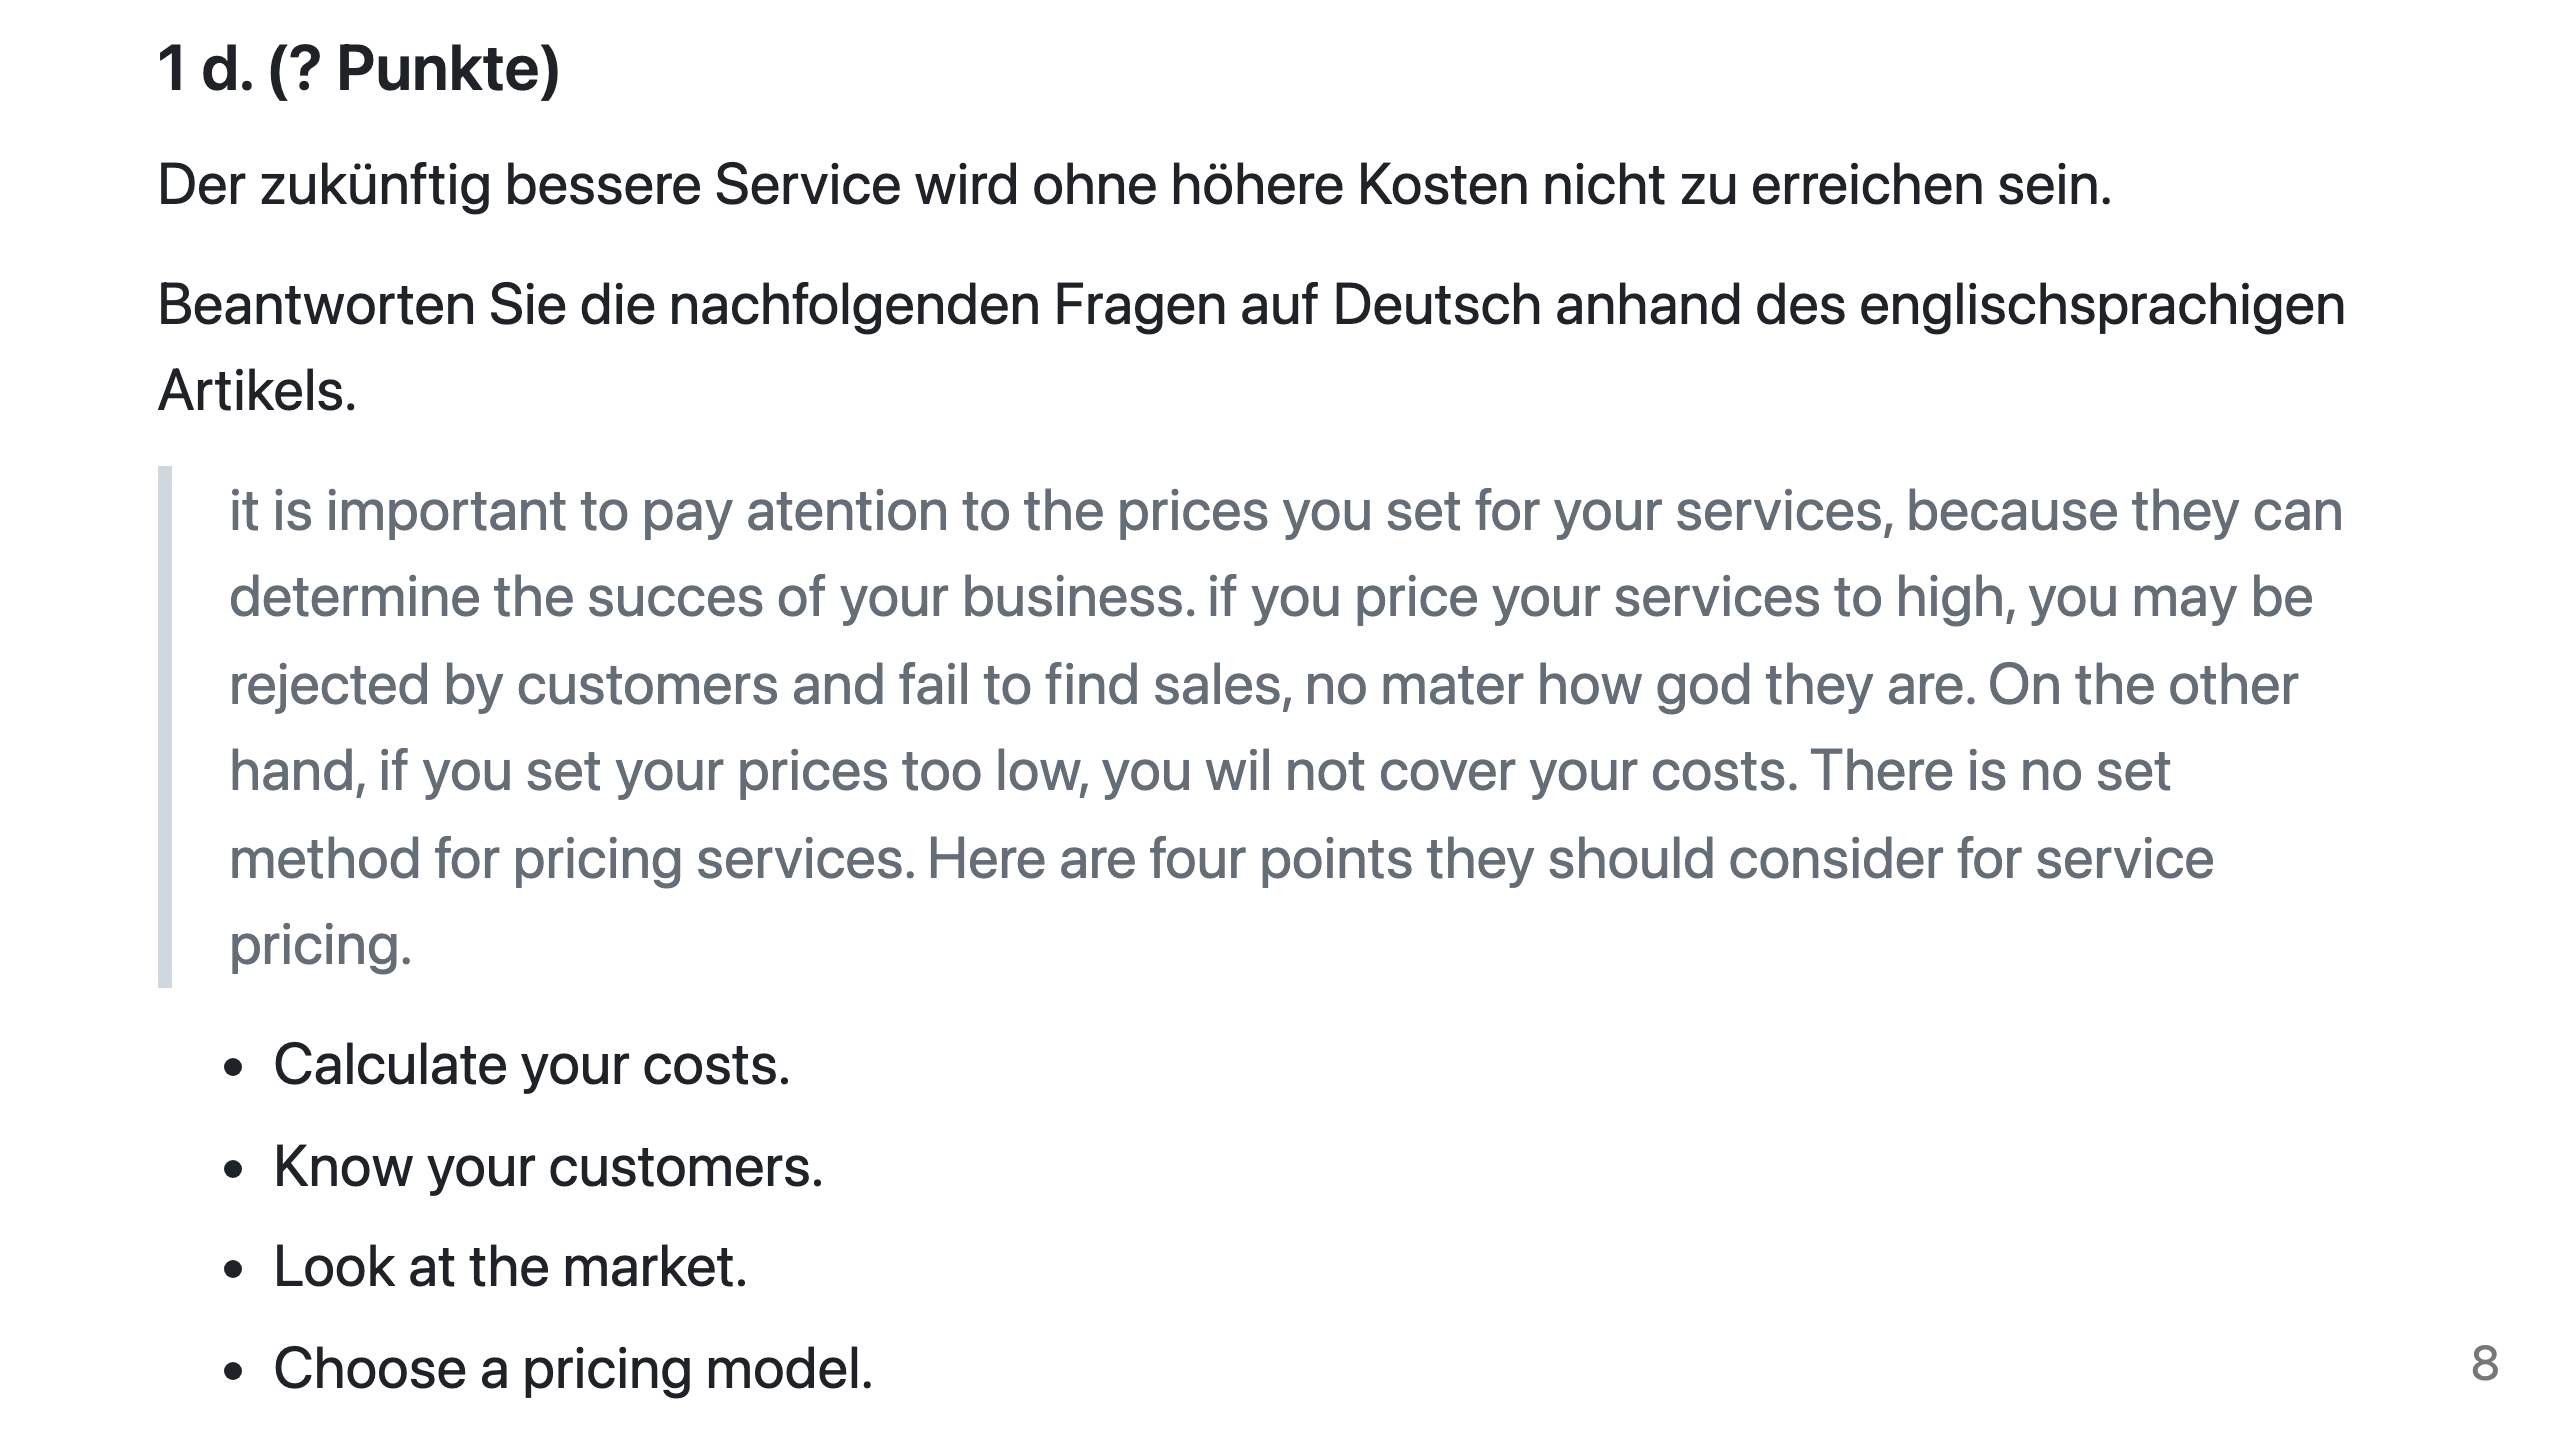 1 d. (? Punkte)
Der zukünftig bessere Service wird ohne höhere Kosten nicht zu erreichen sein.
Beantworten Sie die nachfolgenden Fragen auf Deutsch anhand des englischsprachigen
Artikels.
it is important to pay atention to the prices you set for your services, because they can
determine the succes of your business. if you price your services to high, you may be
rejected by customers and fail to find sales, no mater how god they are. On the other
hand, if you set your prices too low, you wil not cover your costs. There is no set
method for pricing services. Here are four points they should consider for service
pricing.
• Calculate your costs.
• Know your customers.
• Look at the market.
• Choose a pricing model.
8